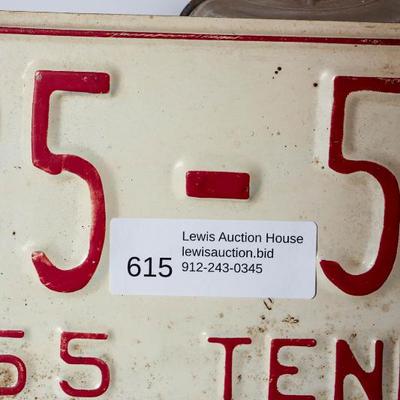 5 - 5
615 Lewis Auction House
lewisauction.bid
912-243-0345
55 TEN